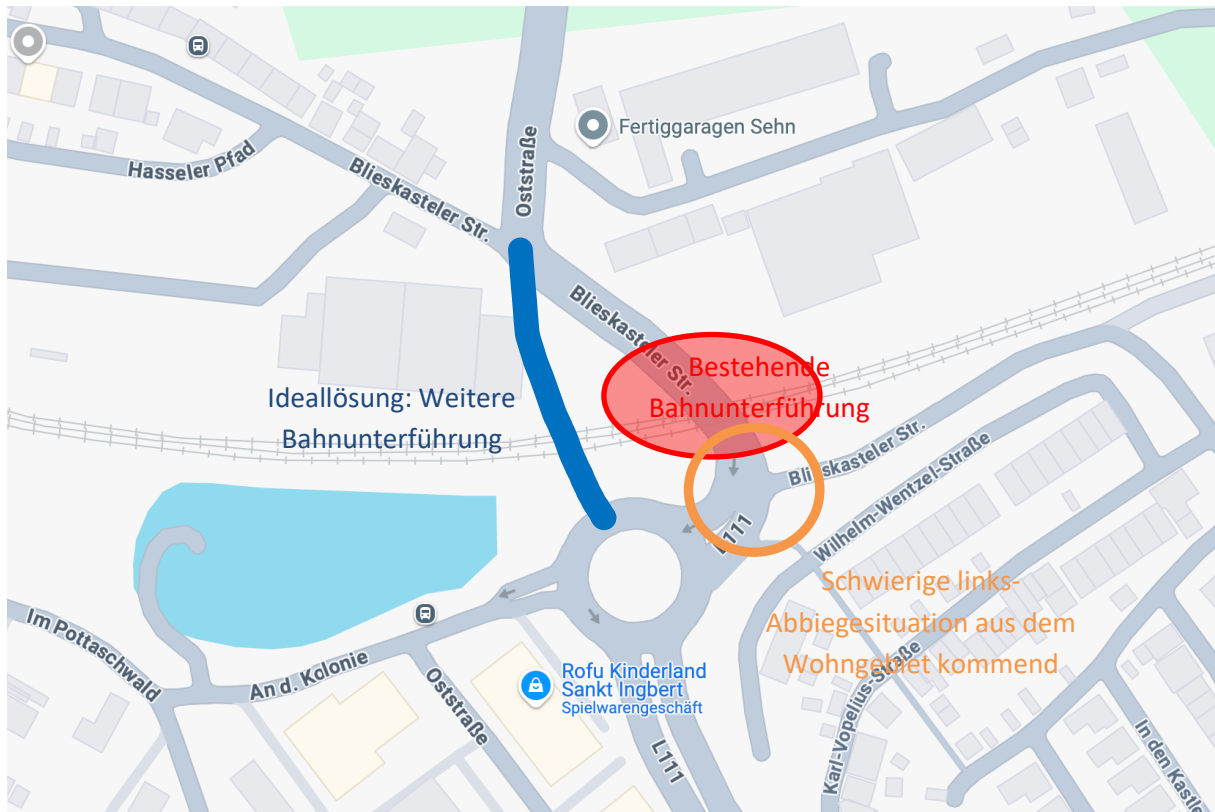 Fertiggaragen Sehn
Hasseler Pfad
Blieskasteler Str.
Oststraße
Blieskasteler Str.
Bestehende
Bahnunterführung
Ideallösung: Weitere
Bahnunterführung
Blieskasteler Str.
Wilhelm-Wentzel-Straße
L111
Schwierige links-
Abbiegesituation aus dem
Wohngebiet kommend
Im Pottaschwald
An d. Kolonie
Oststraße
Rofu Kinderland
Sankt Ingbert
Spielwarengeschäft
L111
Karl-Vopelius-Straße
In den Kastle